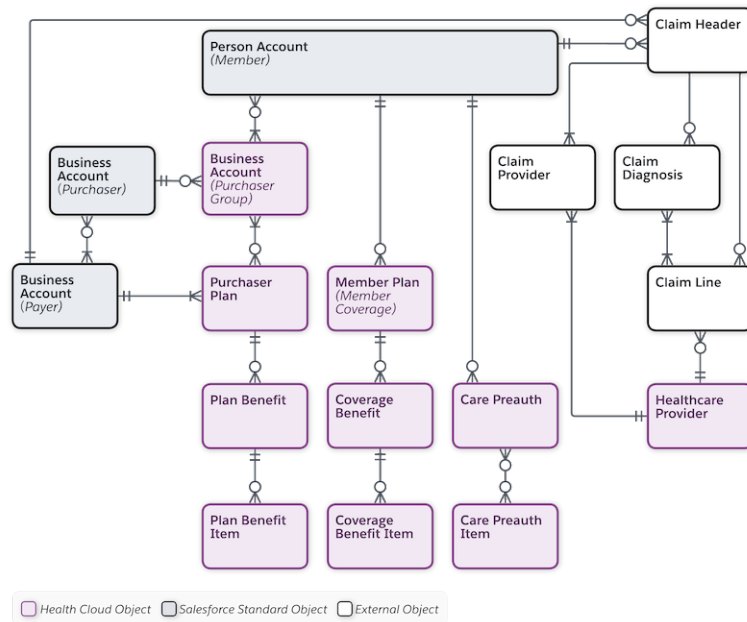 Claim Header
Person Account
(Member)
Business
Account
(Purchaser)
Business
Account
(Purchaser
Group)
Claim
Provider
Claim
Diagnosis
Business
Account
(Payer)
Purchaser
Plan
Member Plan
(Member
Coverage)
Claim Line
Plan Benefit
Coverage
Benefit
Care Preauth
Healthcare
Provider
Plan Benefit
Item
Coverage
Benefit Item
Care Preauth
Item
Health Cloud Object
Salesforce Standard Object
External Object